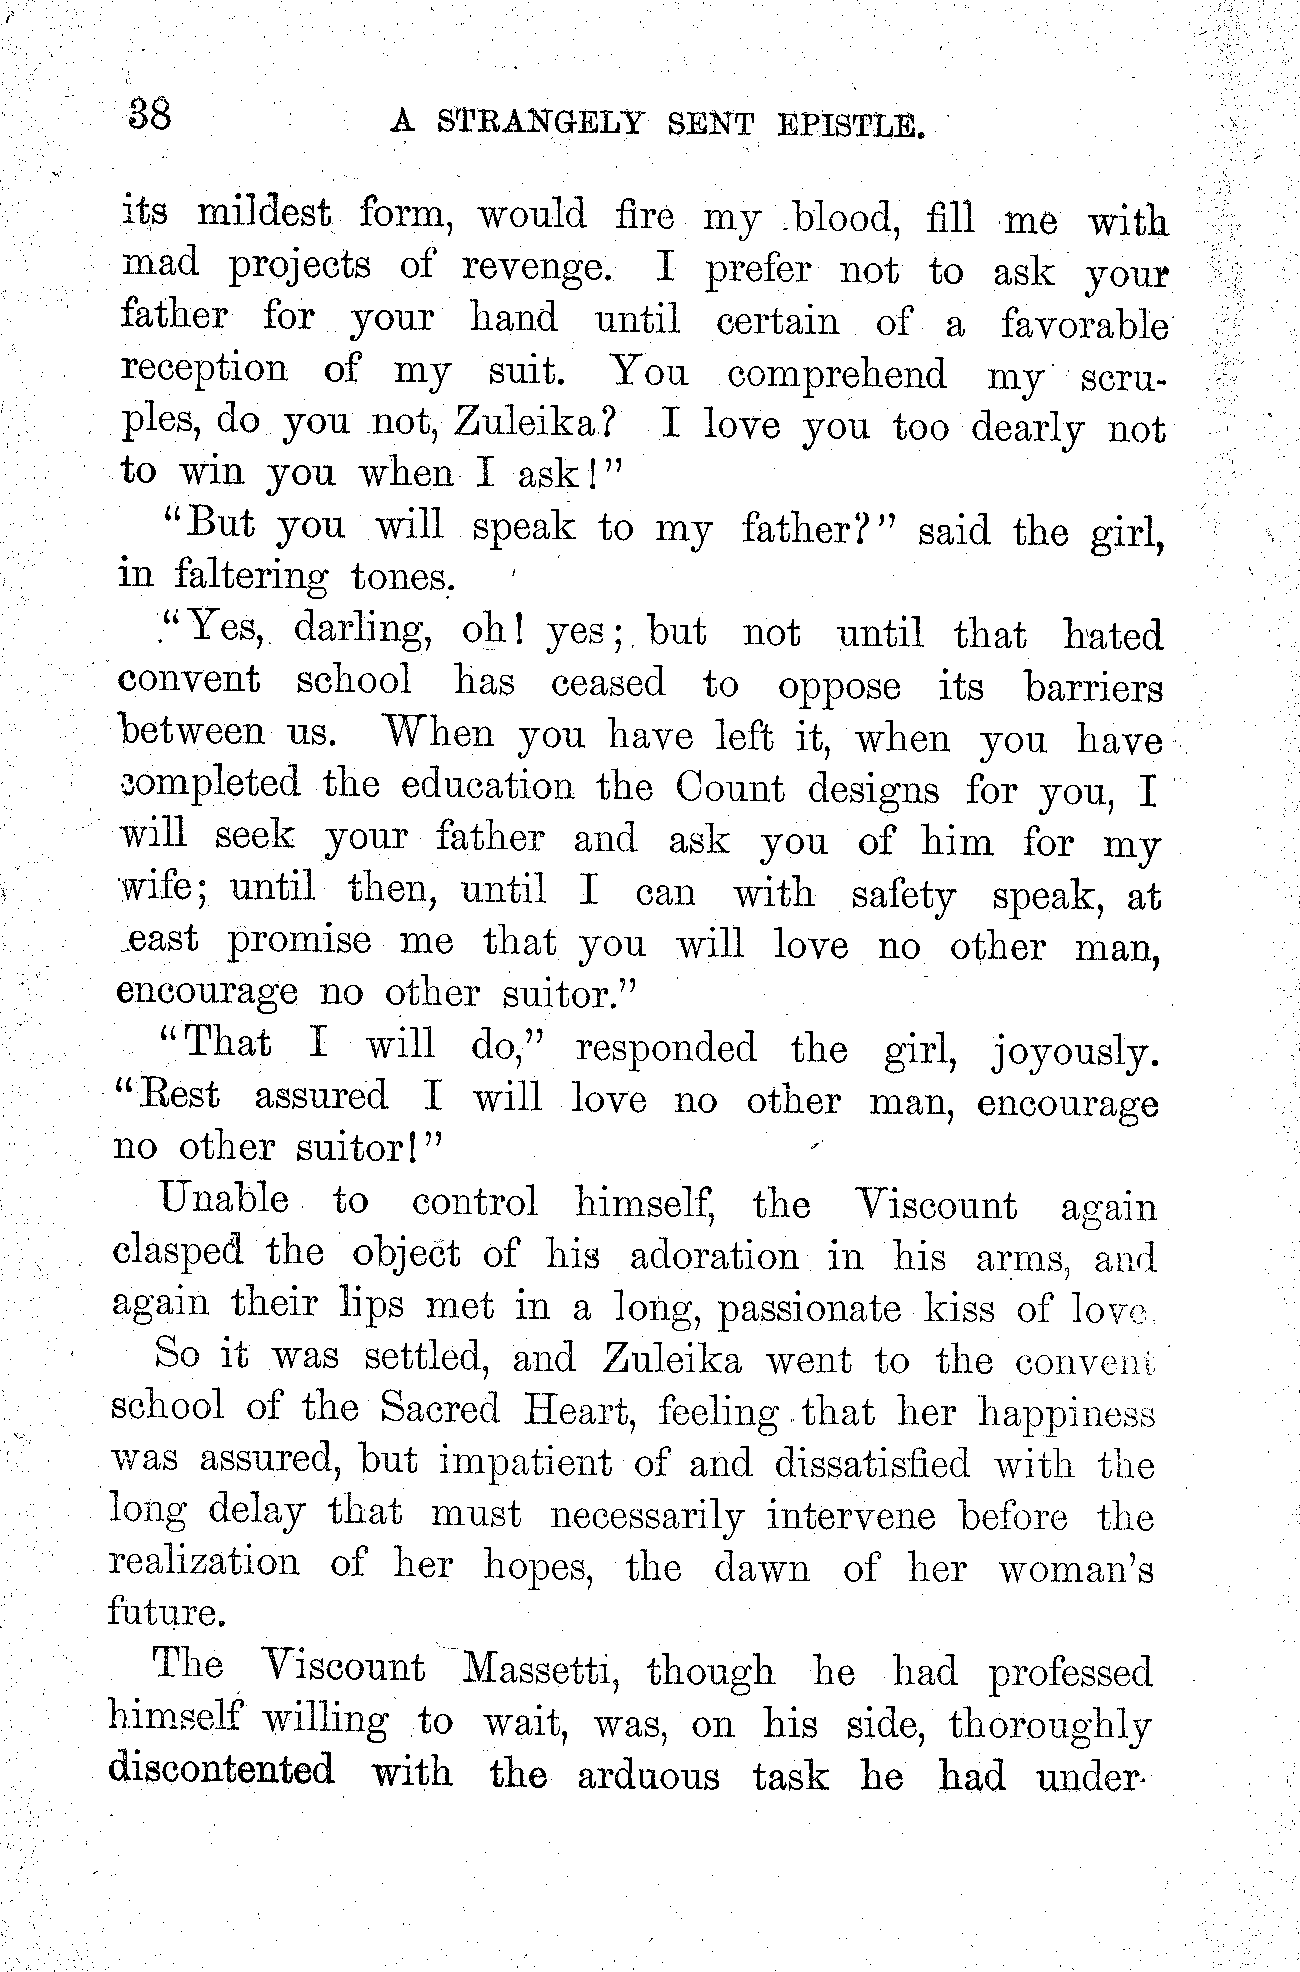 38 A STRANGELY SENT EPISTLE.
its mildest form, would fire my blood, fill me with
mad projects of revenge. I prefer not to ask your
father for your hand until certain of a favorable
reception of my suit. You comprehend my scru-
ples, do you not, Zuleika? I love you too dearly not
to win you when I ask!"
"But you will speak to my father?" said the girl,
in faltering tones.
"Yes, darling, oh! yes; but not until that hated
convent school has ceased to oppose its barriers
between us. When you have left it, when you have
completed the education the Count designs for you, I
will seek your father and ask you of him for my
wife; until then, until I can with safety speak, at
least promise me that you will love no other man,
encourage no other suitor."
"That I will do," responded the girl, joyously.
"Rest assured I will love no other man, encourage
no other suitor!"
Unable to control himself, the Viscount again
clasped the object of his adoration in his arms, and
again their lips met in a long, passionate kiss of love.
So it was settled, and Zuleika went to the convent
school of the Sacred Heart, feeling that her happiness
was assured, but impatient of and dissatisfied with the
long delay that must necessarily intervene before the
realization of her hopes, the dawn of her woman's
future.
The Viscount Massetti, though he had professed
himself willing to wait, was, on his side, thoroughly
discontented with the arduous task he had under-